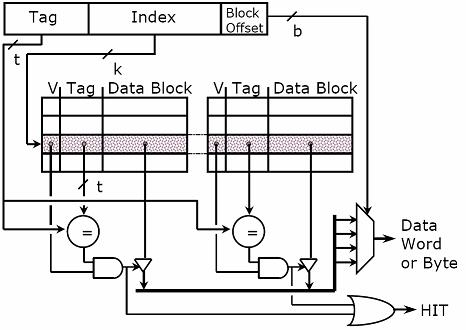 Tag Index Block
Offset
t
k
b
V Tag Data Block V Tag Data Block
t
= =
Data
Word
or Byte
HIT